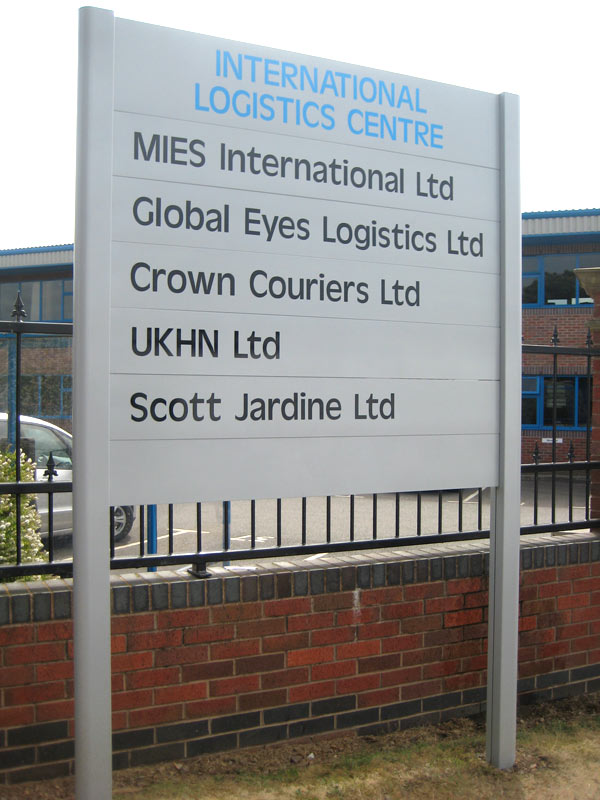 INTERNATIONAL
LOGISTICS CENTRE
MIES International Ltd
Global Eyes Logistics Ltd
Crown Couriers Ltd
UKHN Ltd
Scott Jardine Ltd